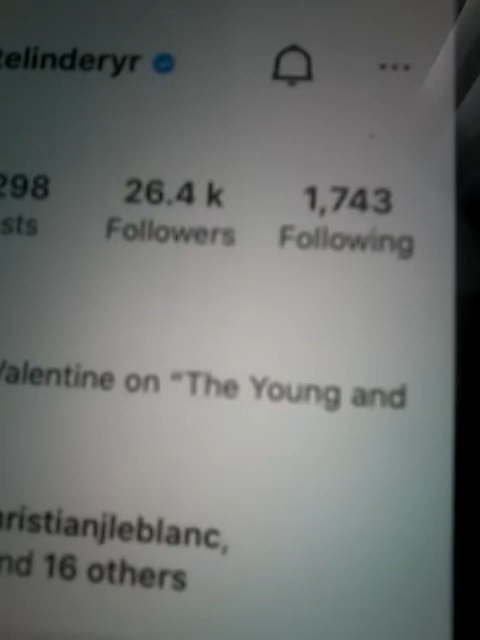 elinderyr
298 26.4 k 1,743
sts Followers Following
Valentine on "The Young and
ristianjleblanc,
nd 16 others